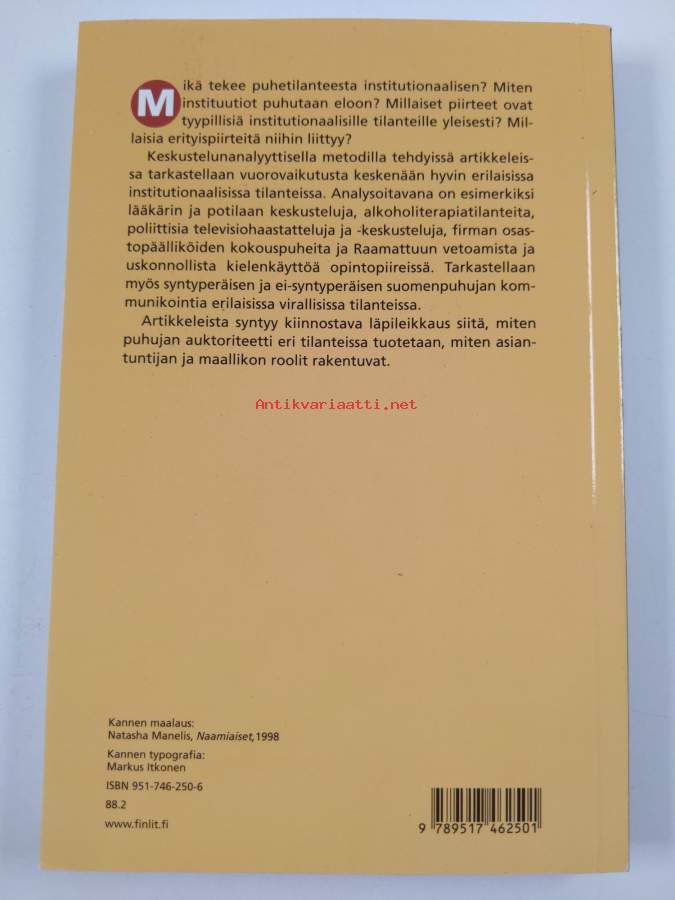 Mikä tekee puhetilanteesta institutionaalisen? Miten
instituutiot puhutaan eloon? Millaiset piirteet ovat
tyypillisiä institutionaalisille tilanteille yleisesti? Mil-
laisia erityispiirteitä niihin liittyy?
Keskustelunanalyyttisella metodilla tehdyissä artikkeleis-
sa tarkastellaan vuorovaikutusta keskenään hyvin erilaisissa
institutionaalisissa tilanteissa. Analysoitavana on esimerkiksi
lääkärin ja potilaan keskusteluja, alkoholiterapiatilanteita,
poliittisia televisiohaastatteluja ja -keskusteluja, firman osas-
topäälliköiden kokouspuheita ja Raamattuun vetoamista ja
uskonnollista kielenkäyttöä opintopiireissä. Tarkastellaan
myös syntyperäisen ja ei-syntyperäisen suomenpuhujan kom-
munikointia erilaisissa virallisissa tilanteissa.
Artikkeleista syntyy kiinnostava läpileikkaus siitä, miten
puhujan auktoriteetti eri tilanteissa tuotetaan, miten asian-
tuntijan ja maallikon roolit rakentuvat.
Antikvariaatti.net
Kannen maalaus:
Natasha Manelis, Naamiaiset,1998
Kannen typografia:
Markus Itkonen
ISBN 951-746-250-6
88.2
www.finlit.fi
9 789517 462501